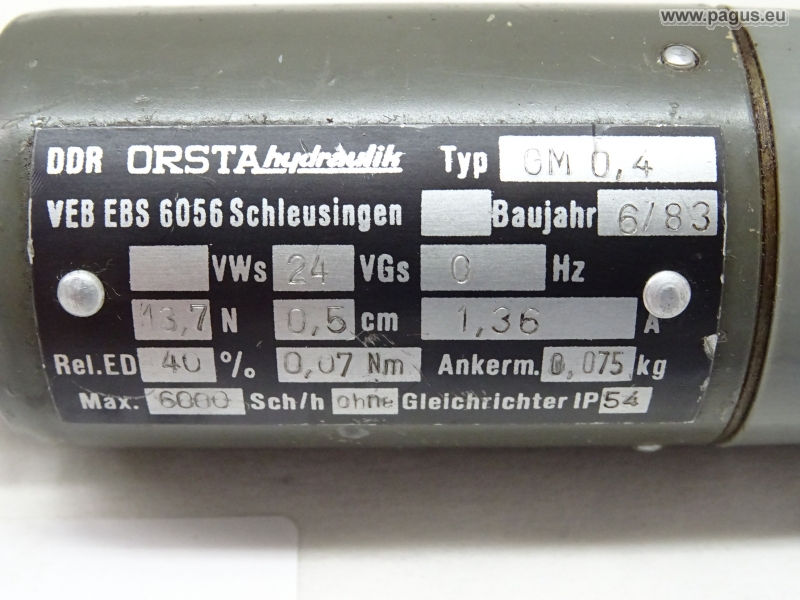 www.pagus.eu
DDR ORSTA hydraulik Typ GM 0,4
VEB EBS 6056 Schleusingen Baujahr 6/83
VWs 24 VGs 0 Hz
13,7 N 0,5 cm 1,36 A
Rel.ED 40 % 0,07 Nm Ankerm. 0,075 kg
Max. 6000 Sch/h ohne Gleichrichter IP 54